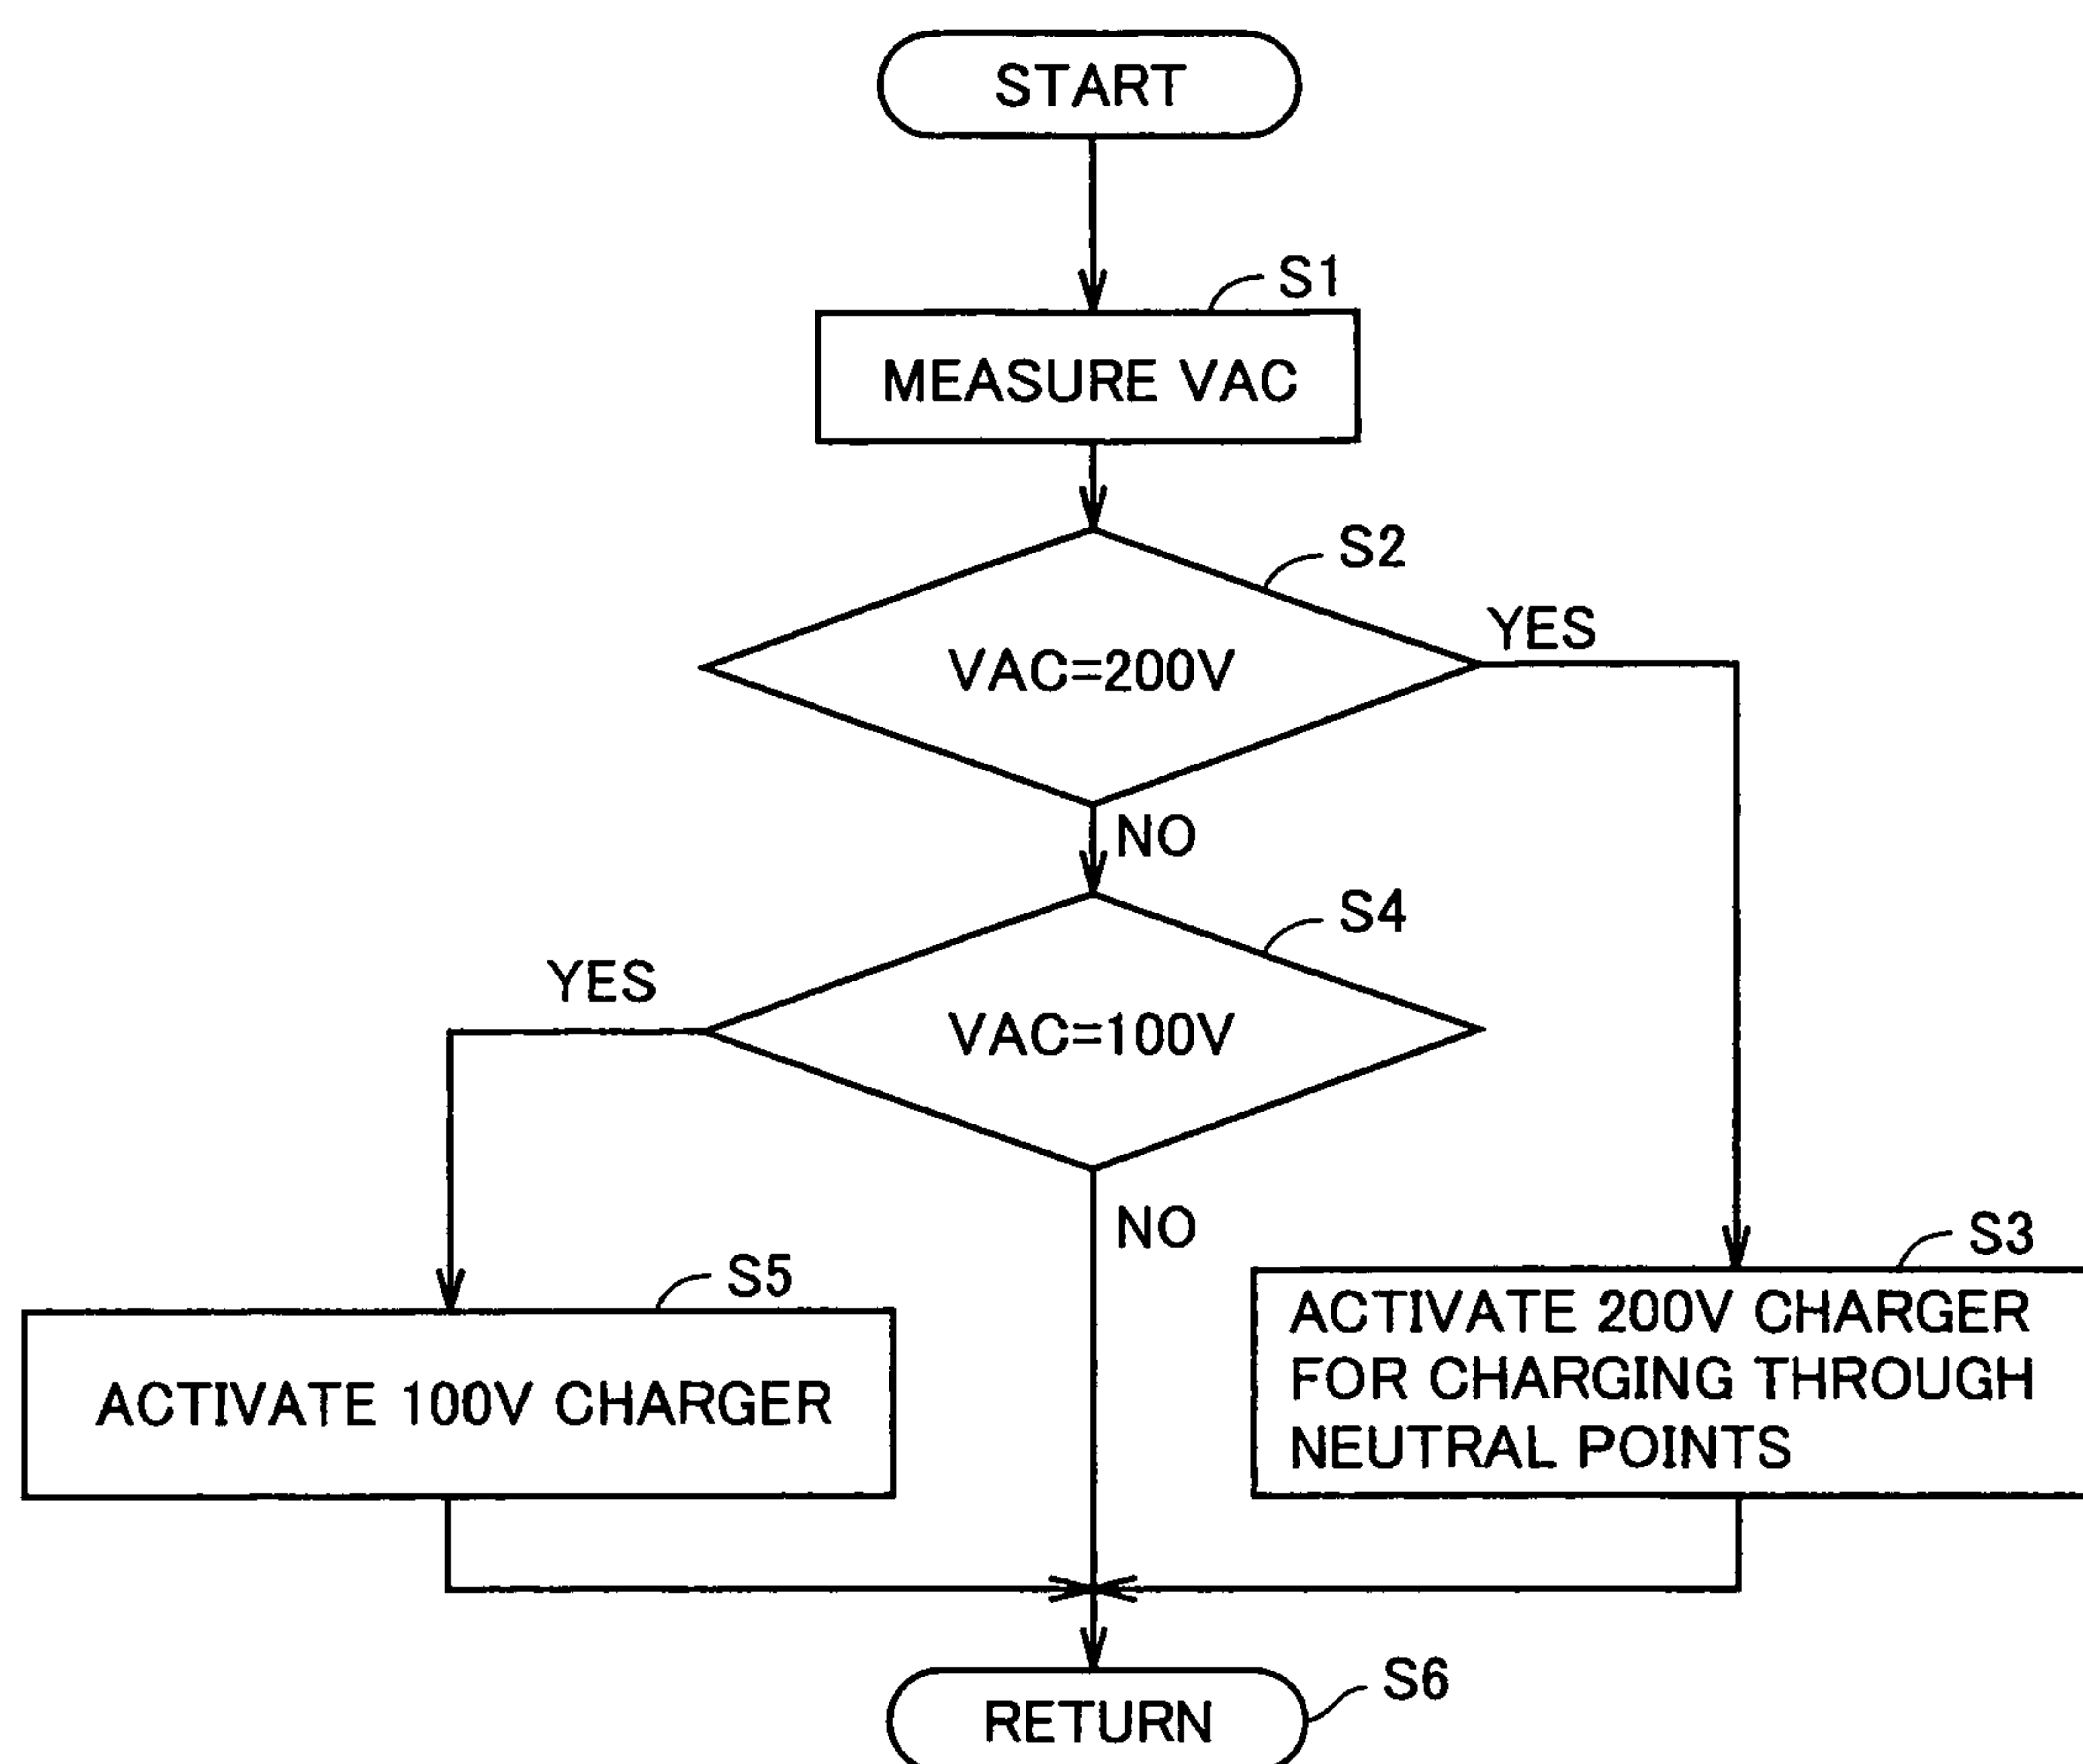 START
S1
MEASURE VAC
S2
YES
VAC=200V
NO
S4
YES
VAC=100V
NO
S3
S5
ACTIVATE 200V CHARGER
FOR CHARGING THROUGH
NEUTRAL POINTS
ACTIVATE 100V CHARGER
S6
RETURN